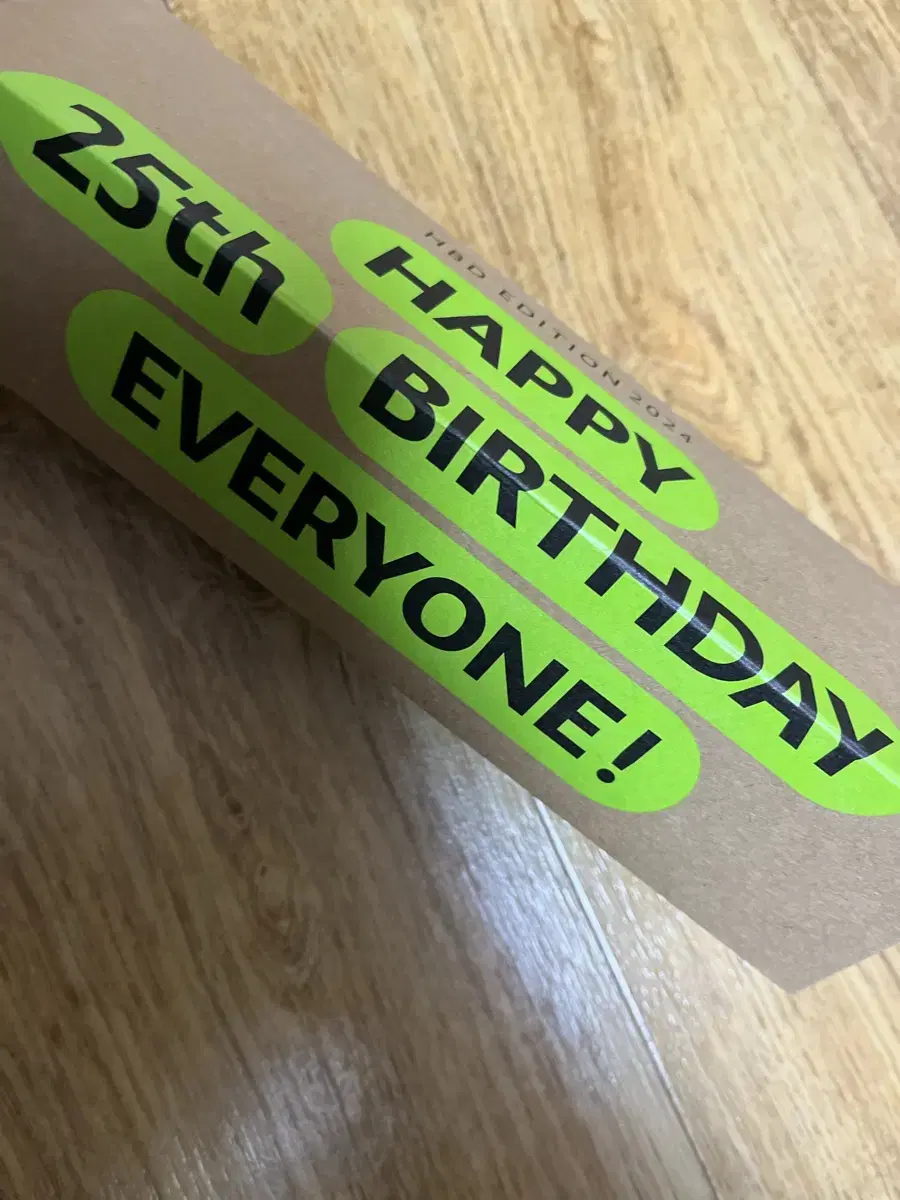 HBD EDITION 2024
HAPPY
25th BIRTHDAY
EVERYONE!